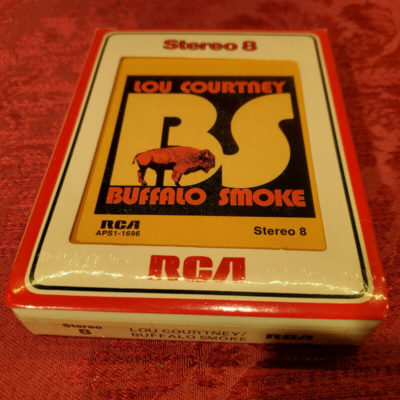 Stereo 8
LOU COURTNEY
BS
BUFFALO SMOKE
RCA
APS1-1696
Stereo 8
RCA
Stereo
8
LOU COURTNEY/
BUFFALO SMOKE
RCA